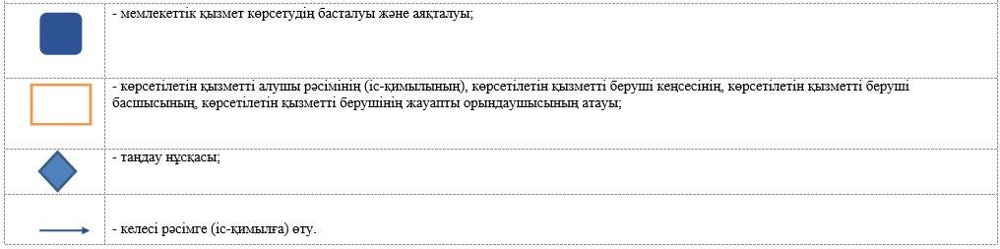 - мемлекеттік қызмет көрсетудің басталуы және аяқталуы;
- көрсетілетін қызметті алушы рәсімінің (іс-қимылының), көрсетілетін қызметті беруші кеңсесінің, көрсетілетін қызметті беруші
басшысының, көрсетілетін қызметті берушінің жауапты орындаушысының атауы;
- таңдау нұсқасы;
- келесі рәсімге (іс-қимылға) өту.